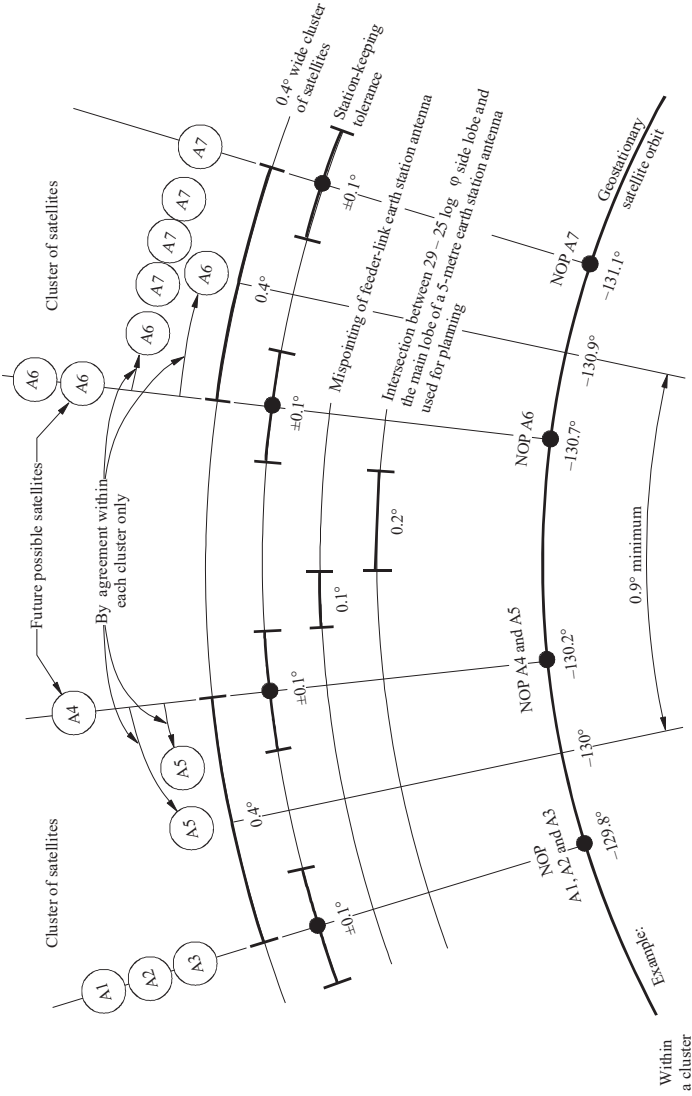 Cluster of satellites
Cluster of satellites
A1
A2
A3
A5
A5
A4
Future possible satellites
By agreement within
each cluster only
A6
A6
A6
A6
A7
A7
A7
A7
0.4° wide cluster
of satellites
0.4°
0.4°
Station-keeping
tolerance
±0.1°
±0.1°
±0.1°
±0.1°
Mispointing of feeder-link earth station antenna
0.1°
Intersection between 29 – 25 log φ side lobe and
the main lobe of a 5-metre earth station antenna
used for planning
0.2°
NOP
A1, A2 and A3
–129.8°
–130°
NOP A4 and A5
–130.2°
NOP A6
–130.7°
–130.9°
NOP A7
–131.1°
Geostationary
satellite orbit
0.9° minimum
Example:
Within
a cluster